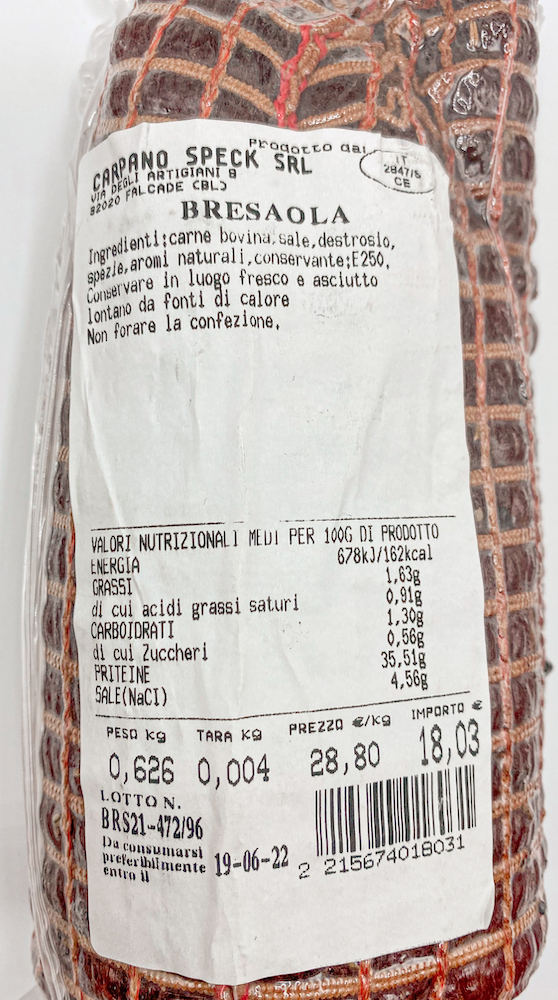 Prodotto da:
CARPANO SPECK SRL
VIA DEGLI ARTIGIANI 8
32020 FALCADE (BL)
IT
2847/S
CE
BRESAOLA
Ingredienti:carne bovina,sale,destrosio,
spezie,aromi naturali,conservante:E250,
Conservare in luogo fresco e asciutto
lontano da fonti di calore
Non forare la confezione,
VALORI NUTRIZIONALI MEDI PER 100G DI PRODOTTO
ENERGIA 678kJ/162kcal
GRASSI 1,63g
di cui acidi grassi saturi 0,91g
CARBOIDRATI 1,30g
di cui Zuccheri 0,56g
PRITEINE 35,51g
SALE(NaCl) 4,56g
PESO kg TARA kg PREZZO €/kg IMPORTO €
0,626 0,004 28,80 18,03
LOTTO N.
BRS21-472/96
Da consumarsi
preferibilmente 19-06-22
entro il
2 215674018031